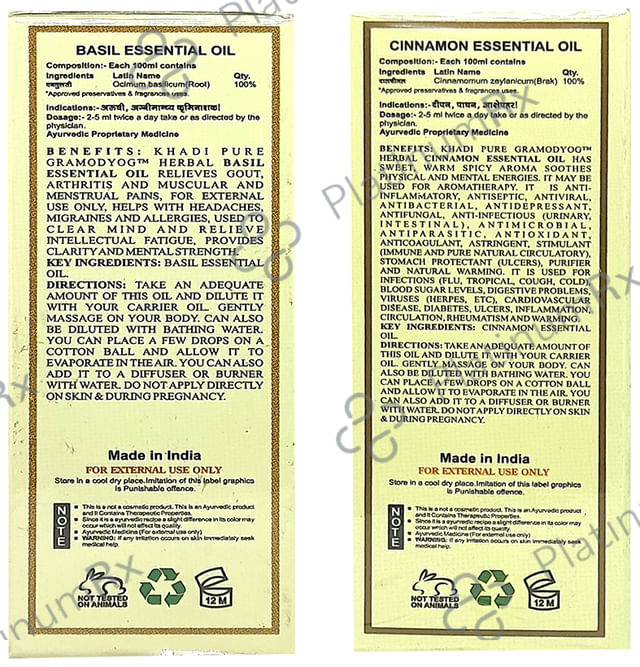 BASIL ESSENTIAL OIL
Composition:- Each 100ml contains
Ingredients Latin Name Qty.
Ocimum basilicum(Root) 100%
*Approved preservatives & fragrances uses.
Indications:-
Dosage:- 2-5 ml twice a day take or as directed by the
physician.
Ayurvedic Proprietary Medicine
BENEFITS: KHADI PURE
GRAMODYOG™ HERBAL BASIL
ESSENTIAL OIL RELIEVES GOUT,
ARTHRITIS AND MUSCULAR AND
MENSTRUAL PAINS, FOR EXTERNAL
USE ONLY, HELPS WITH HEADACHES,
MIGRAINES AND ALLERGIES, USED TO
CLEAR MIND AND RELIEVE
INTELLECTUAL FATIGUE, PROVIDES
CLARITY AND MENTAL STRENGTH.
KEY INGREDIENTS: BASIL ESSENTIAL
OIL.
DIRECTIONS: TAKE AN ADEQUATE
AMOUNT OF THIS OIL AND DILUTE IT
WITH YOUR CARRIER OIL. GENTLY
MASSAGE ON YOUR BODY. CAN ALSO
BE DILUTED WITH BATHING WATER.
YOU CAN PLACE A FEW DROPS ON A
COTTON BALL AND ALLOW IT TO
EVAPORATE IN THE AIR. YOU CAN ALSO
ADD IT TO A DIFFUSER OR BURNER
WITH WATER. DO NOT APPLY DIRECTLY
ON SKIN & DURING PREGNANCY.
Made in India
FOR EXTERNAL USE ONLY
Store in a cool dry place.Imitation of this label graphics
is Punishable offence.
NOTE
This is a not a cosmetic product. This is an Ayurvedic product
and It Contains Therapeutic Properties.
Since it is a ayurvedic recipe a slight difference in its color may
occur which will not affect its quality.
Ayurvedic Medicine (For external use only)
WARNING: If any irritation occurs on skin immediately seek
medical help.
NOT TESTED
ON ANIMALS
12 M
CINNAMON ESSENTIAL OIL
Composition:- Each 100ml contains
Ingredients Latin Name Qty.
Cinnamomum zeylanicum(Brak) 100%
*Approved preservatives & fragrances uses.
Indications:- दीपन, पाचन,
Dosage:- 2-5 ml twice a day take or as directed by the
physician.
Ayurvedic Proprietary Medicine
BENEFITS: KHADI PURE GRAMODYOG™
HERBAL CINNAMON ESSENTIAL OIL HAS
SWEET, WARM SPICY AROMA SOOTHES
PHYSICAL AND MENTAL ENERGIES. IT MAY BE
USED FOR AROMATHERAPY. IT IS ANTI-
INFLAMMATORY, ANTISEPTIC, ANTIVIRAL,
ANTIBACTERIAL, ANTIDEPRESSANT,
ANTIFUNGAL, ANTI-INFECTIOUS (URINARY,
INTESTINAL), ANTIMICROBIAL,
ANTIPARASITIC, ANTIOXIDANT,
ANTICOAGULANT, ASTRINGENT, STIMULANT
(IMMUNE AND PURE NATURAL CIRCULATORY),
STOMACH PROTECTANT (ULCERS), PURIFIER
AND NATURAL WARMING. IT IS USED FOR
INFECTIONS (FLU, TROPICAL, COUGH, COLD),
BLOOD SUGAR LEVELS, DIGESTIVE PROBLEMS,
VIRUSES (HERPES, ETC), CARDIOVASCULAR
DISEASE, DIABETES, ULCERS, INFLAMMATION,
CIRCULATION, RHEUMATISM AND WARMING.
KEY INGREDIENTS: CINNAMON ESSENTIAL
OIL.
DIRECTIONS: TAKE AN ADEQUATE AMOUNT OF
THIS OIL AND DILUTE IT WITH YOUR CARRIER
OIL. GENTLY MASSAGE ON YOUR BODY. CAN
ALSO BE DILUTED WITH BATHING WATER. YOU
CAN PLACE A FEW DROPS ON A COTTON BALL
AND ALLOW IT TO EVAPORATE IN THE AIR. YOU
CAN ALSO ADD IT TO A DIFFUSER OR BURNER
WITH WATER. DO NOT APPLY DIRECTLY ON SKIN
& DURING PREGNANCY.
Made in India
FOR EXTERNAL USE ONLY
Store in a cool dry place.Imitation of this label graphics
is Punishable offence.
NOTE
This is a not a cosmetic product. This is an Ayurvedic product
and It Contains Therapeutic Properties.
Since it is a ayurvedic recipe a slight difference in its color may
occur which will not affect its quality.
Ayurvedic Medicine (For external use only)
WARNING: If any irritation occurs on skin immediately seek
medical help.
NOT TESTED
ON ANIMALS
12 M
PlatinumRx